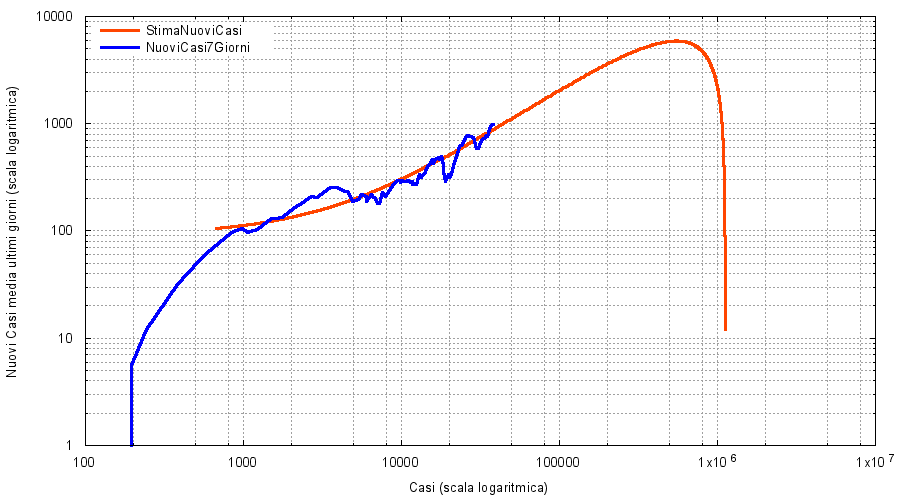 10000
StimaNuoviCasi
NuoviCasi7Giorni
1000
100
10
1
Nuovi Casi media ultimi giorni (scala logaritmica)
100 1000 10000 100000 1x10^6 1x10^7
Casi (scala logaritmica)